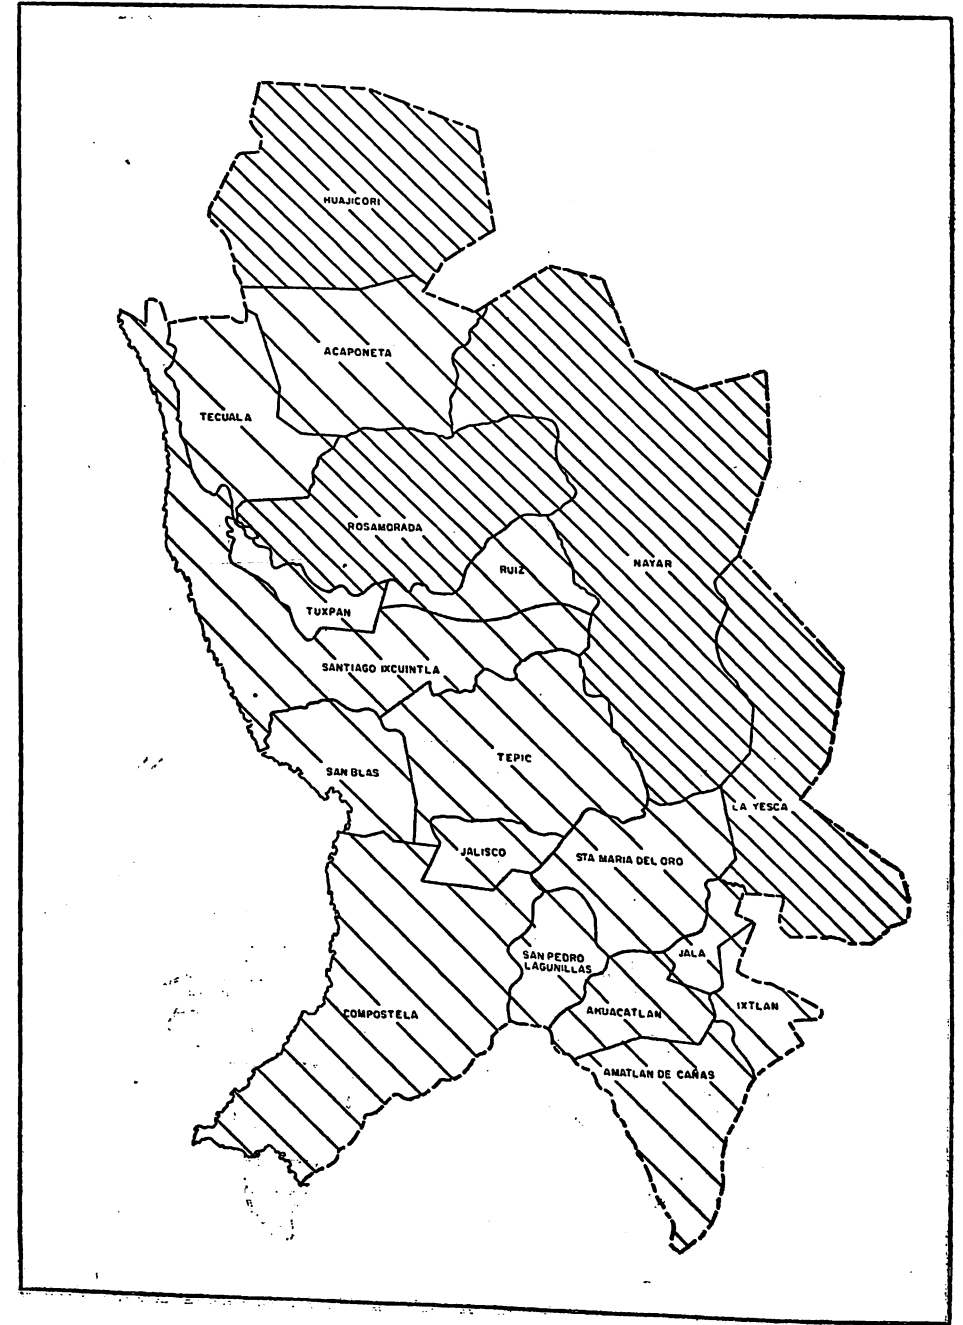 HUAJICORI
ACAPONETA
TECUALA
ROSAMORADA
RUIZ
NAYAR
TUXPAN
SANTIAGO IXCUINTLA
TEPIC
SAN BLAS
LA YESCA
JALISCO
STA MARIA DEL ORO
SAN PEDRO
LAGUNILLAS
JALA
IXTLAN
AHUACATLAN
COMPOSTELA
AMATLAN DE CAÑAS